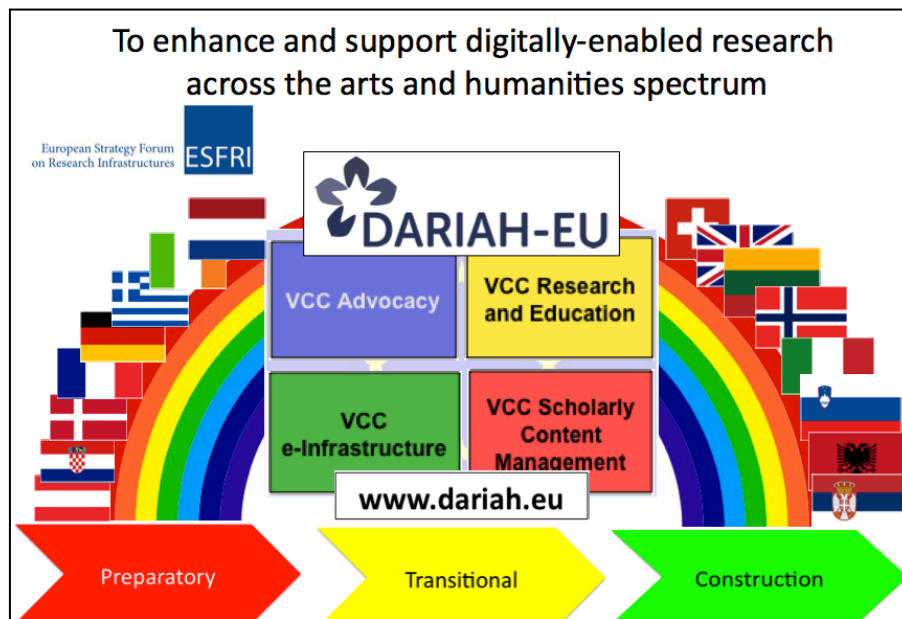 To enhance and support digitally-enabled research
across the arts and humanities spectrum
European Strategy Forum
on Research Infrastructures
ESFRI
DARIAH-EU
VCC Advocacy
VCC Research
and Education
VCC
e-Infrastructure
VCC Scholarly
Content
Management
www.dariah.eu
Preparatory
Transitional
Construction